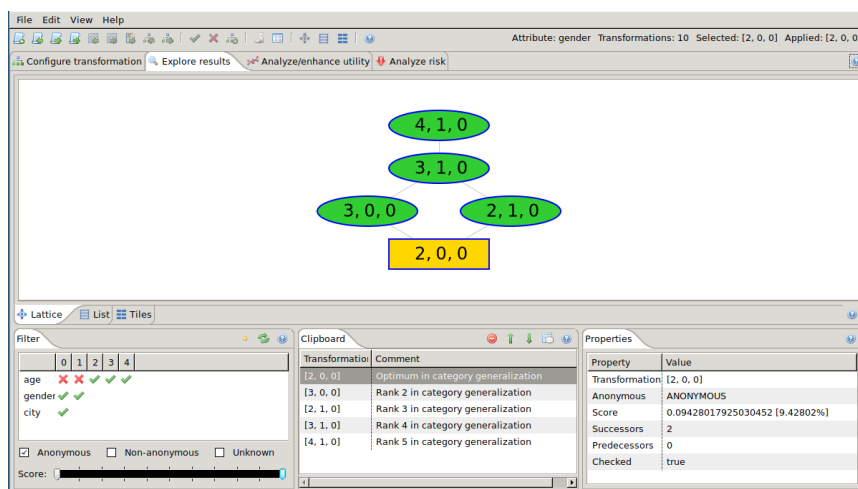 File Edit View Help
Attribute: gender Transformations: 10 Selected: [2, 0, 0] Applied: [2, 0, 0
Configure transformation Explore results Analyze/enhance utility Analyze risk
4, 1, 0
3, 1, 0
3, 0, 0 2, 1, 0
2, 0, 0
Lattice List Tiles
Filter
0 1 2 3 4
age
gender
city
Anonymous Non-anonymous Unknown
Score:
Clipboard
Transformatio Comment
[2, 0, 0] Optimum in category generalization
[3, 0, 0] Rank 2 in category generalization
[2, 1, 0] Rank 3 in category generalization
[3, 1, 0] Rank 4 in category generalization
[4, 1, 0] Rank 5 in category generalization
Properties
Property Value
Transformation [2, 0, 0]
Anonymous ANONYMOUS
Score 0.09428017925030452 [9.42802%]
Successors 2
Predecessors 0
Checked true